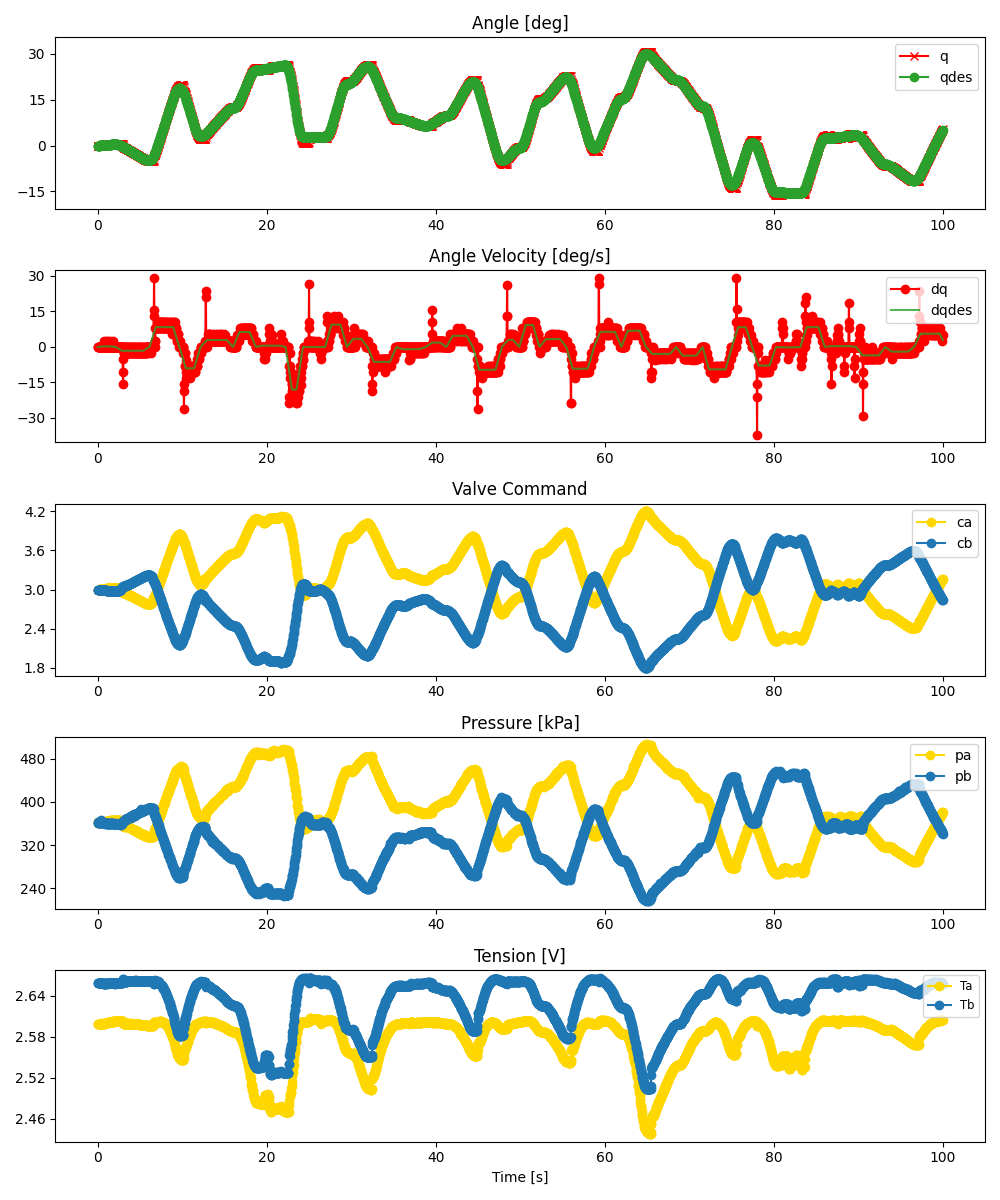 Angle [deg]
30
15
0
−15
q
qdes
0 20 40 60 80 100
Angle Velocity [deg/s]
30
15
0
−15
−30
dq
dqdes
0 20 40 60 80 100
Valve Command
4.2
3.6
3.0
2.4
1.8
ca
cb
0 20 40 60 80 100
Pressure [kPa]
480
400
320
240
pa
pb
0 20 40 60 80 100
Tension [V]
2.64
2.58
2.52
2.46
Ta
Tb
0 20 40 60 80 100
Time [s]